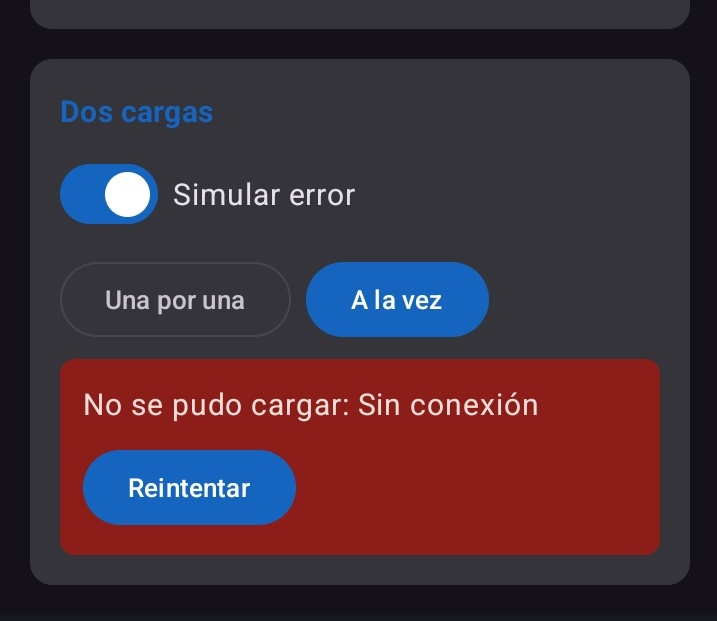 Dos cargas
Simular error
Una por una
A la vez
No se pudo cargar: Sin conexión
Reintentar